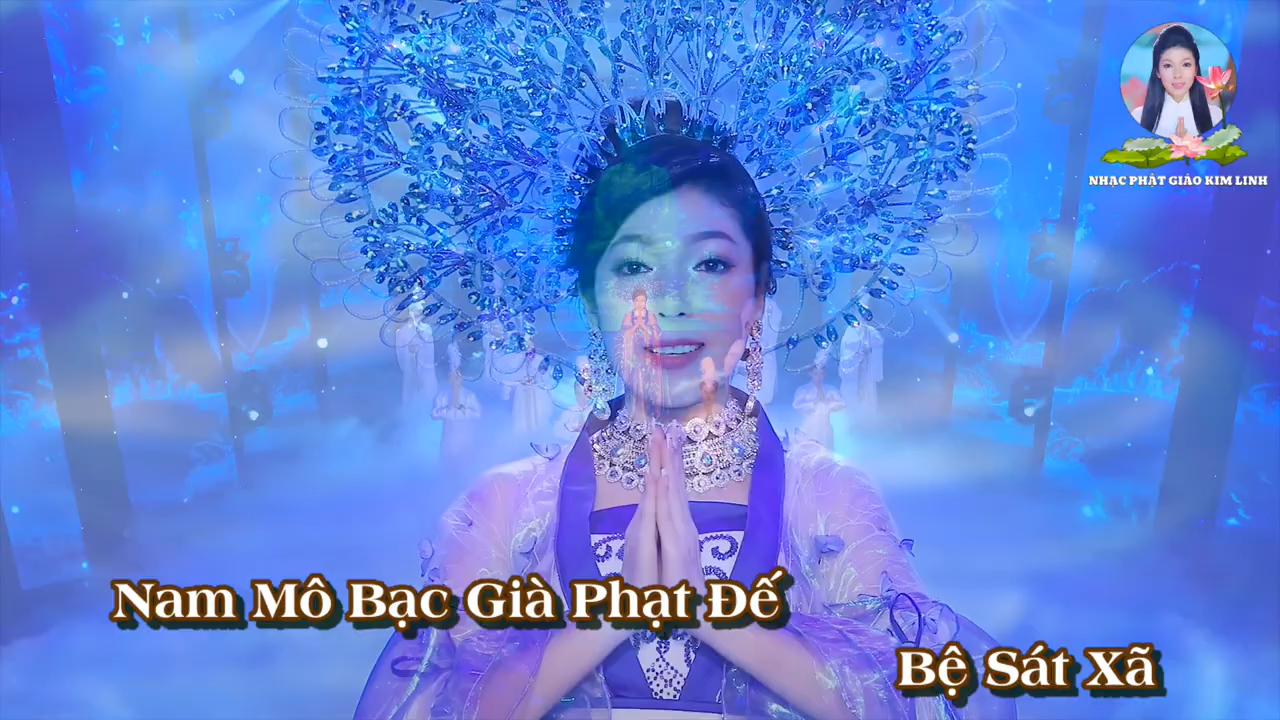 NHẠC PHẬT GIÁO KIM LINH
Nam Mô Bạc Già Phạt Đế
Bệ Sát Xã